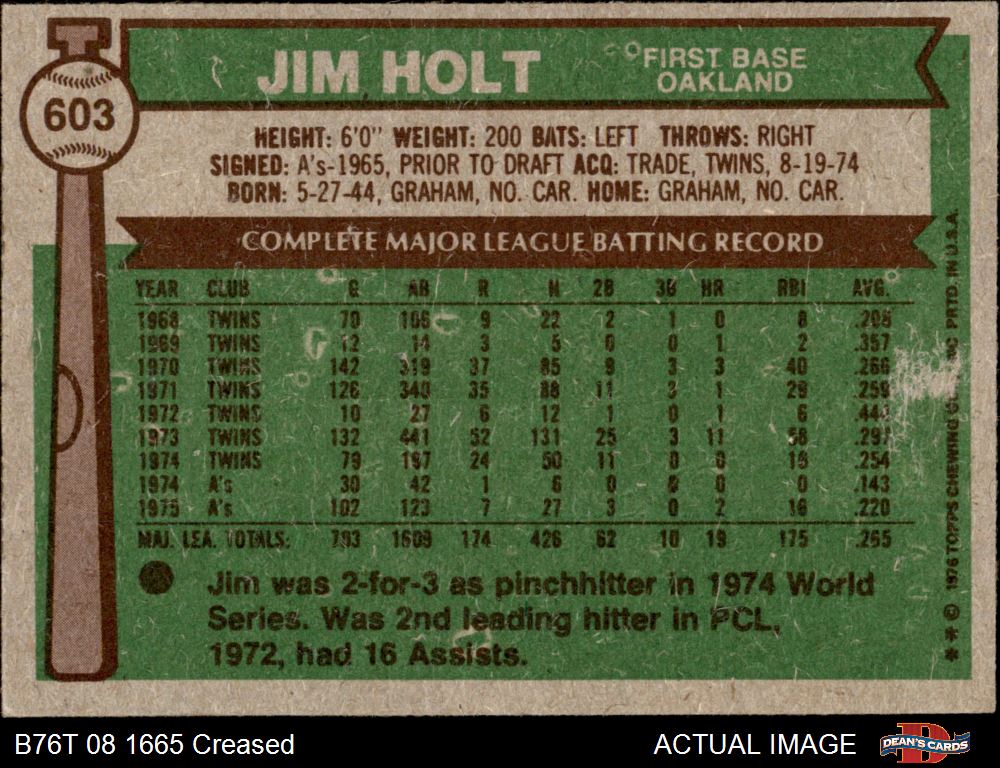 603
JIM HOLT
FIRST BASE
OAKLAND
HEIGHT: 6'0" WEIGHT: 200 BATS: LEFT THROWS: RIGHT
SIGNED: A's-1965, PRIOR TO DRAFT ACQ: TRADE, TWINS, 8-19-74
BORN: 5-27-44, GRAHAM, NO. CAR. HOME: GRAHAM, NO. CAR.
COMPLETE MAJOR LEAGUE BATTING RECORD
YEAR CLUB G AB R H 2B 3B HR RBI AVG.
1968 TWINS 70 106 9 22 2 1 0 8 .208
1969 TWINS 12 14 3 5 0 0 1 2 .357
1970 TWINS 142 319 37 85 9 3 3 40 .266
1971 TWINS 126 340 35 88 11 3 1 29 .259
1972 TWINS 10 27 6 12 1 0 1 6 .444
1973 TWINS 132 441 52 131 25 3 11 58 .297
1974 TWINS 79 197 24 50 11 0 0 16 .254
1974 A's 30 42 1 6 0 0 0 0 .143
1975 A's 102 123 7 27 3 0 2 16 .220
MAJ. LEA. TOTALS: 703 1609 174 426 62 10 19 175 .265
Jim was 2-for-3 as pinchhitter in 1974 World
Series. Was 2nd leading hitter in PCL,
1972, had 16 Assists.
** © 1976 TOPPS CHEWING PRTD. IN U.S.A.
B76T 08 1665 Creased
ACTUAL IMAGE
DEAN'S CARDS